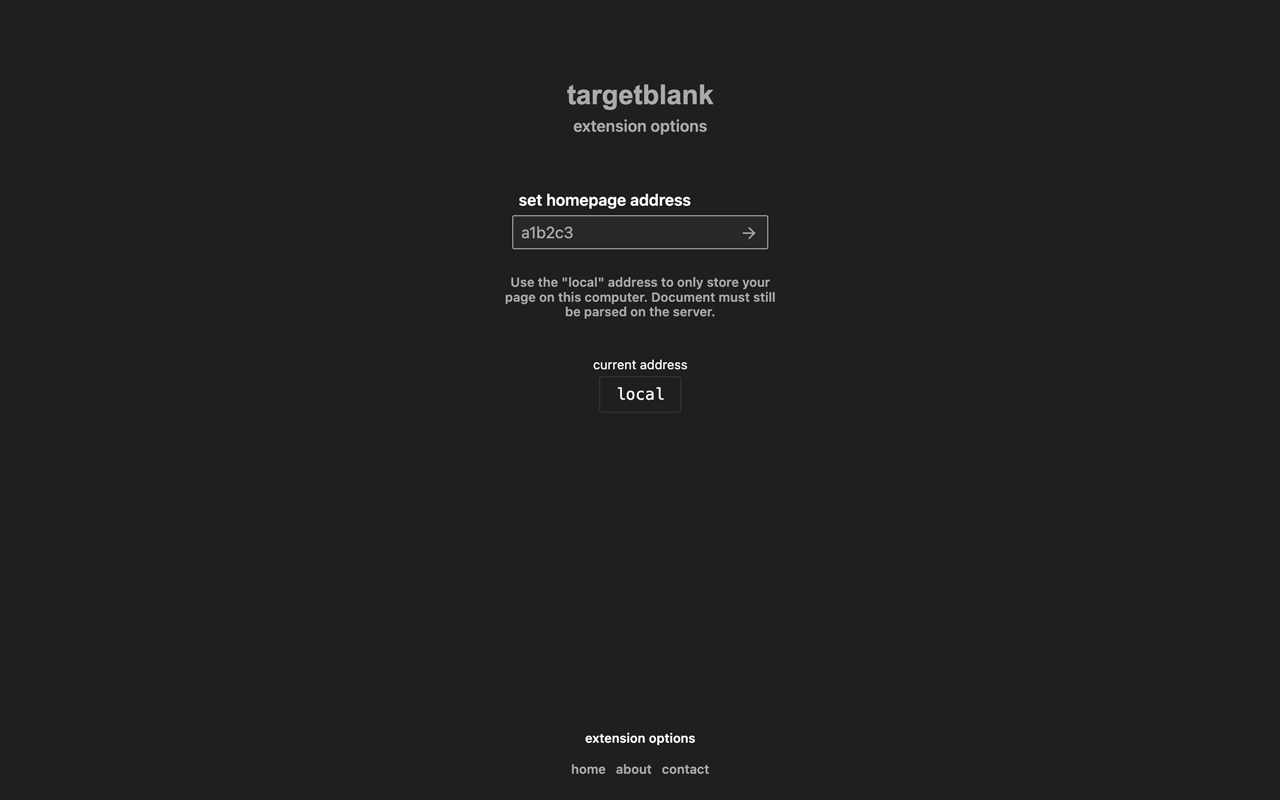 targetblank
extension options
set homepage address
a1b2c3
Use the "local" address to only store your
page on this computer. Document must still
be parsed on the server.
current address
local
extension options
home about contact